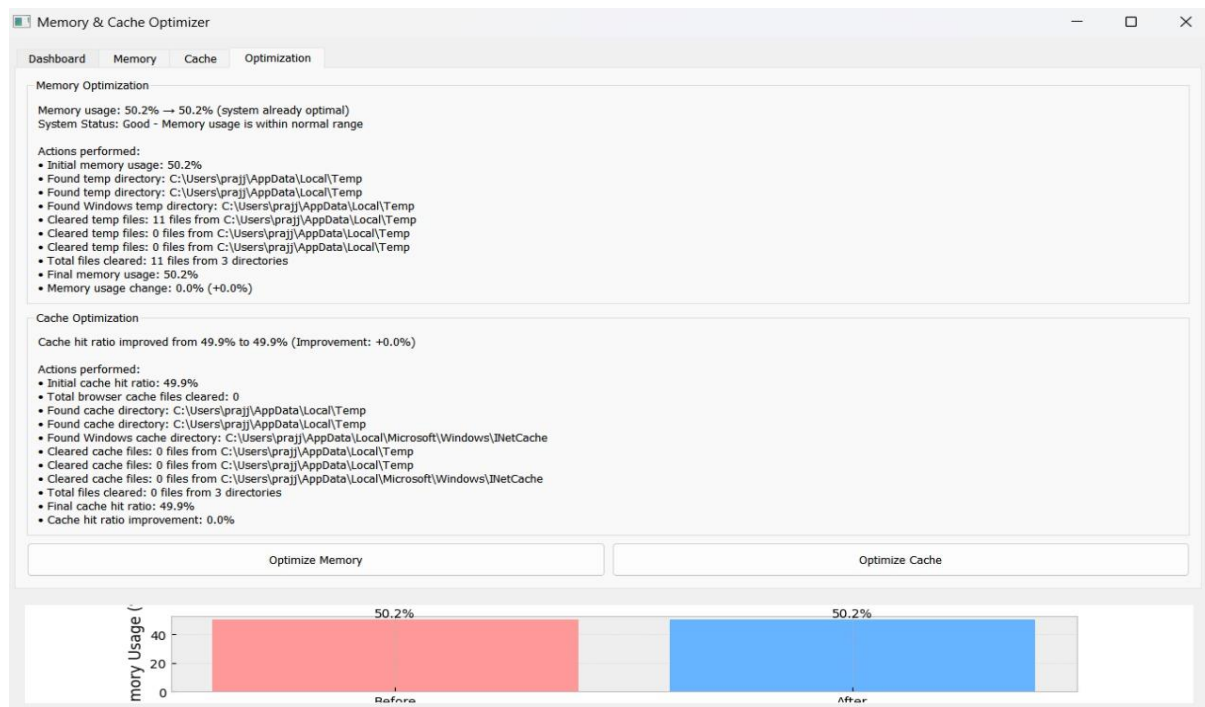 Memory & Cache Optimizer
Dashboard Memory Cache Optimization
Memory Optimization
Memory usage: 50.2% → 50.2% (system already optimal)
System Status: Good - Memory usage is within normal range
Actions performed:
• Initial memory usage: 50.2%
• Found temp directory: C:\Users\prajj\AppData\Local\Temp
• Found temp directory: C:\Users\prajj\AppData\Local\Temp
• Found Windows temp directory: C:\Users\prajj\AppData\Local\Temp
• Cleared temp files: 11 files from C:\Users\prajj\AppData\Local\Temp
• Cleared temp files: 0 files from C:\Users\prajj\AppData\Local\Temp
• Cleared temp files: 0 files from C:\Users\prajj\AppData\Local\Temp
• Total files cleared: 11 files from 3 directories
• Final memory usage: 50.2%
• Memory usage change: 0.0% (+0.0%)
Cache Optimization
Cache hit ratio improved from 49.9% to 49.9% (Improvement: +0.0%)
Actions performed:
• Initial cache hit ratio: 49.9%
• Total browser cache files cleared: 0
• Found cache directory: C:\Users\prajj\AppData\Local\Temp
• Found cache directory: C:\Users\prajj\AppData\Local\Temp
• Found Windows cache directory: C:\Users\prajj\AppData\Local\Microsoft\Windows\INetCache
• Cleared cache files: 0 files from C:\Users\prajj\AppData\Local\Temp
• Cleared cache files: 0 files from C:\Users\prajj\AppData\Local\Temp
• Cleared cache files: 0 files from C:\Users\prajj\AppData\Local\Microsoft\Windows\INetCache
• Total files cleared: 0 files from 3 directories
• Final cache hit ratio: 49.9%
• Cache hit ratio improvement: 0.0%
Optimize Memory Optimize Cache
50.2% 50.2%
mory Usage (
40
20
0
Before After